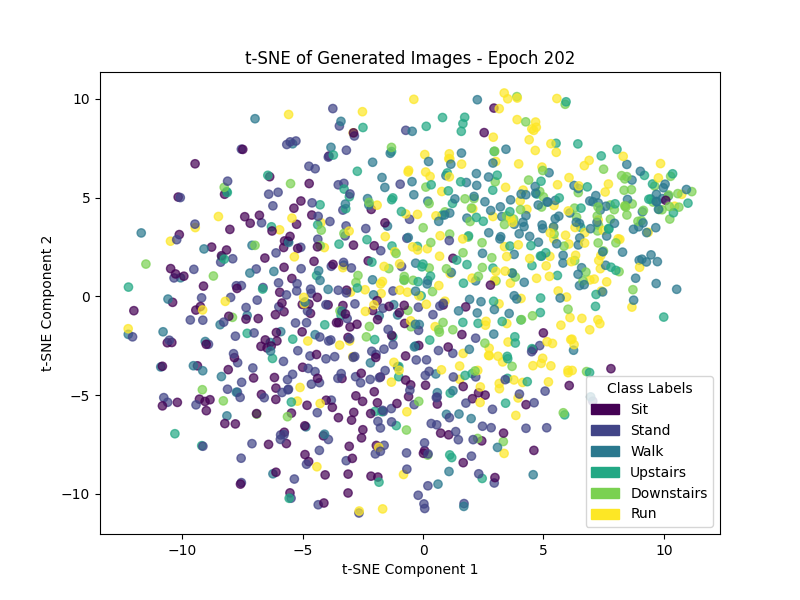 t-SNE of Generated Images - Epoch 202
t-SNE Component 2
10
5
0
−5
−10
−10
−5
0
5
10
t-SNE Component 1
Class Labels
Sit
Stand
Walk
Upstairs
Downstairs
Run